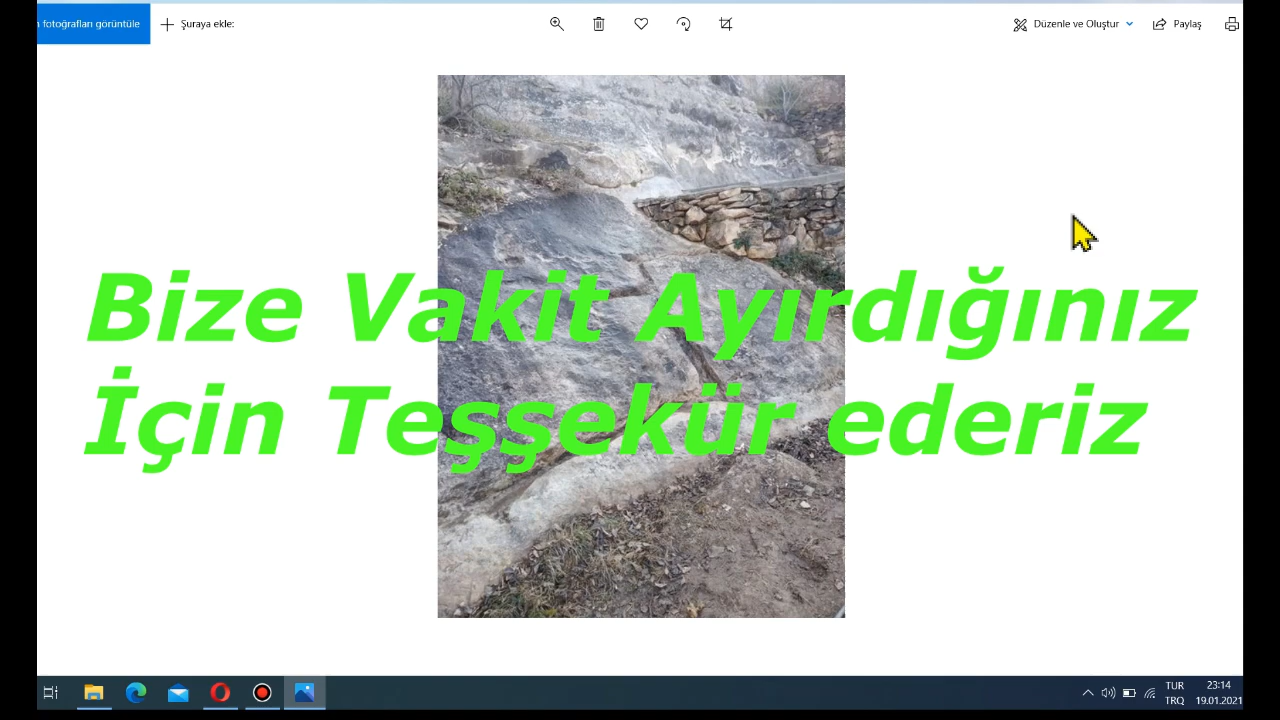 fotoğrafları görüntüle
Şuraya ekle:
Düzenle ve Oluştur
Paylaş
Bize Vakit Ayırdığınız
İçin Teşşekür ederiz
TUR
TRQ
23:14
19.01.2021